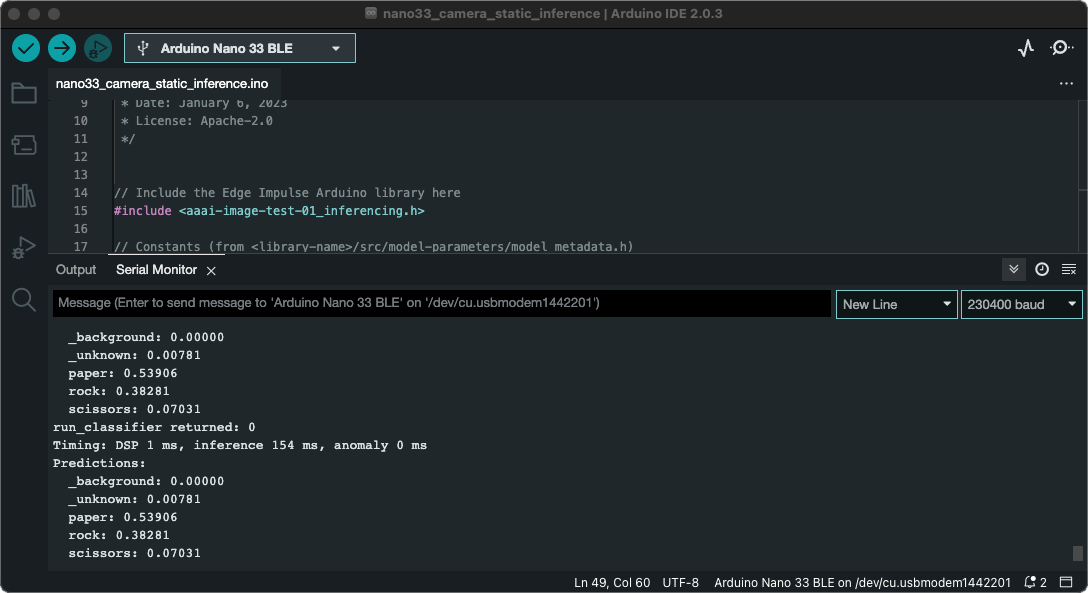 nano33_camera_static_inference | Arduino IDE 2.0.3
Arduino Nano 33 BLE
nano33_camera_static_inference.ino
9 * Date: January 6, 2023
10 * License: Apache-2.0
11 */
12
13
14 // Include the Edge Impulse Arduino library here
15 #include <aaai-image-test-01_inferencing.h>
16
17 // Constants (from <library-name>/src/model-parameters/model_metadata.h)
Output Serial Monitor
Message (Enter to send message to 'Arduino Nano 33 BLE' on '/dev/cu.usbmodem1442201')
New Line
230400 baud
_background: 0.00000
_unknown: 0.00781
paper: 0.53906
rock: 0.38281
scissors: 0.07031
run_classifier returned: 0
Timing: DSP 1 ms, inference 154 ms, anomaly 0 ms
Predictions:
_background: 0.00000
_unknown: 0.00781
paper: 0.53906
rock: 0.38281
scissors: 0.07031
Ln 49, Col 60 UTF-8 Arduino Nano 33 BLE on /dev/cu.usbmodem1442201 2